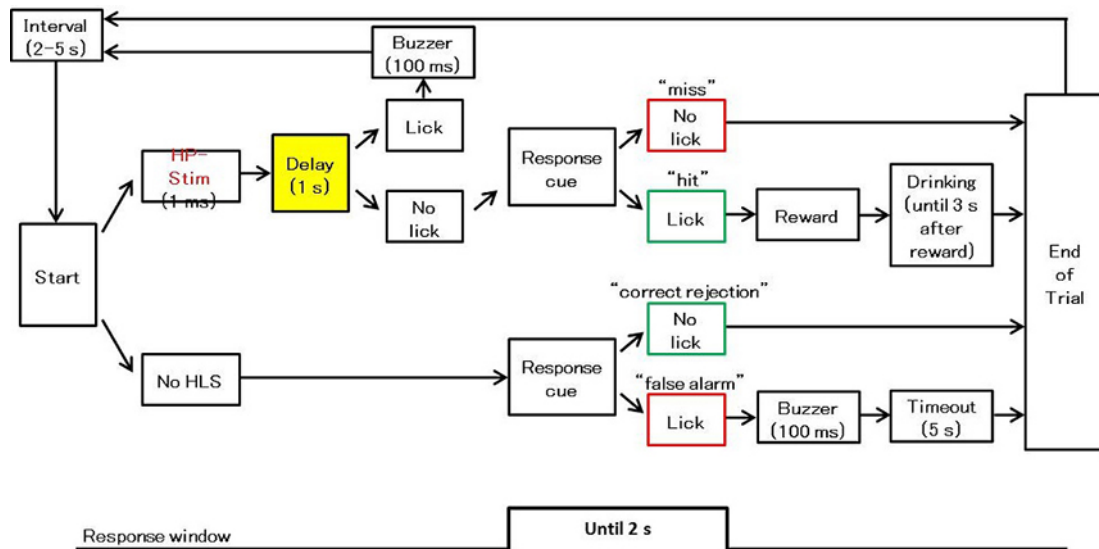 Interval
(2-5 s)
Buzzer
(100 ms)
"miss"
No
lick
Lick
HP-
Stim
(1 ms)
Delay
(1 s)
Response
cue
"hit"
Lick
Reward
Drinking
(until 3 s
after
reward)
No
lick
Start
End
of
Trial
"correct rejection"
No
lick
No HLS
Response
cue
"false alarm"
Lick
Buzzer
(100 ms)
Timeout
(5 s)
Response window
Until 2 s